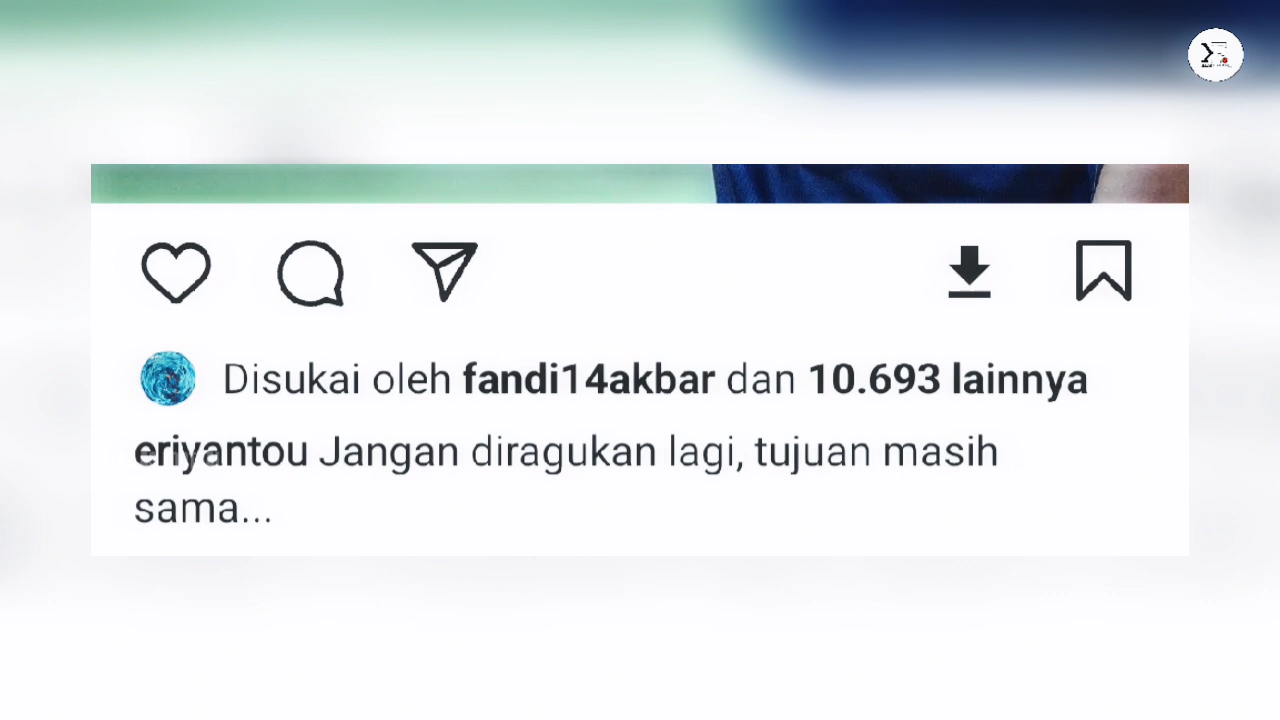 Disukai oleh fandi14akbar dan 10.693 lainnya
eriyantou Jangan diragukan lagi, tujuan masih
sama...